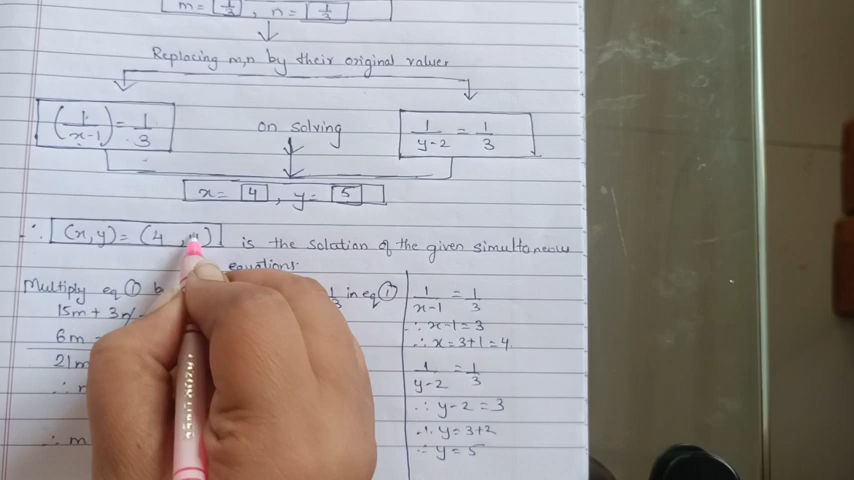 m = 1/3 , n = 1/3
Replacing m,n by their original values
(1/(x-1)) = 1/3
on solving
1/(y-2) = 1/3
x = 4 , y = 5
∴ (x,y) = (4 , )
is the solation of the given simultaneous
equations.
Multiply eq ①
15m + 3n
6m
21m
∴ m
1/3 in eq ①
1/(x-1) = 1/3
∴ x-1 = 3
∴ x = 3+1 = 4
1/(y-2) = 1/3
∴ y-2 = 3
∴ y = 3+2
∴ y = 5